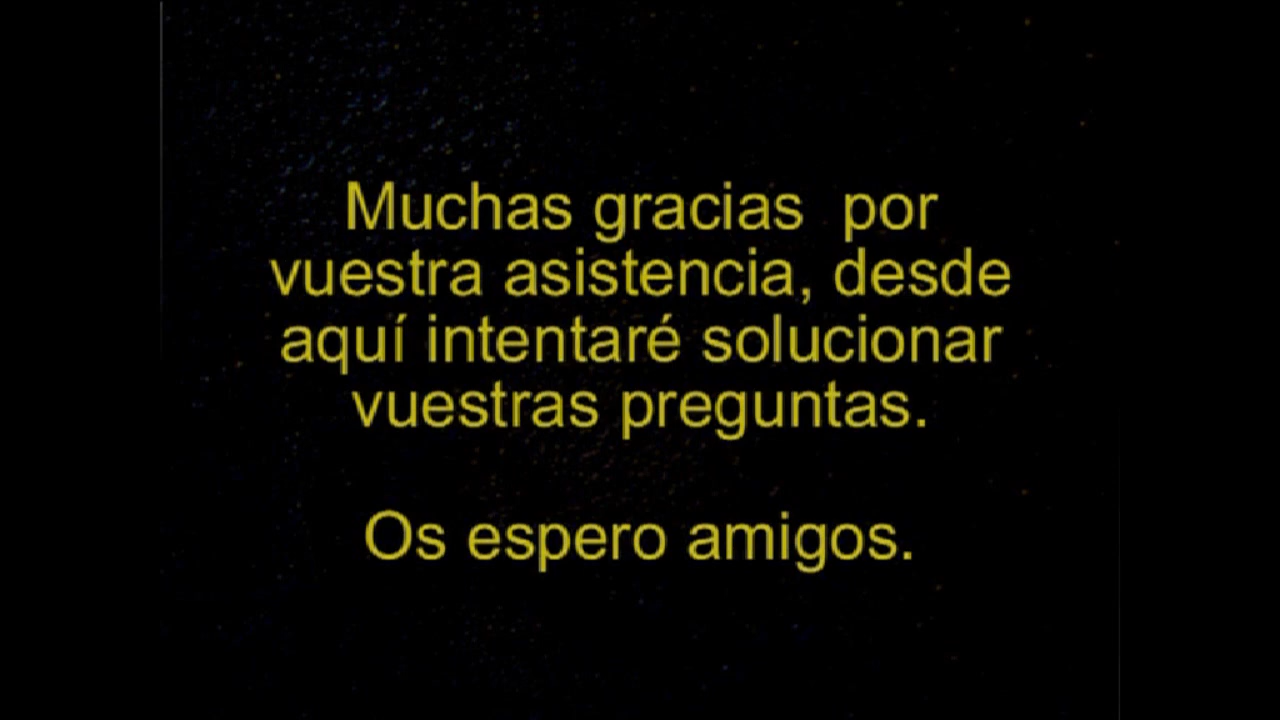 Muchas gracias  por
vuestra asistencia, desde
aquí intentaré solucionar
vuestras preguntas.
Os espero amigos.